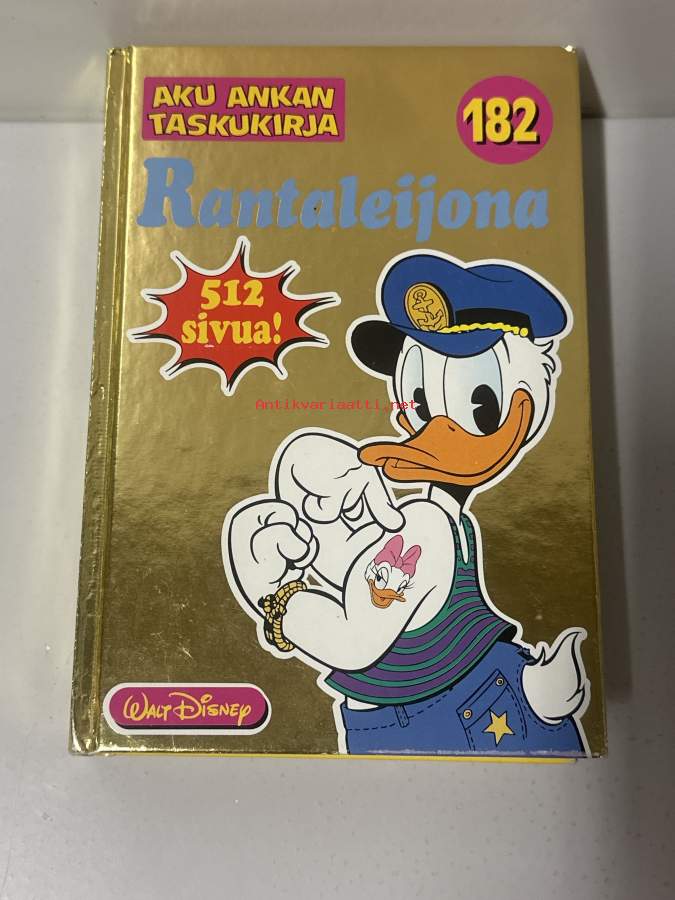 AKU ANKAN
TASKUKIRJA
182
Rantaleijona
512
sivua!
Antikvariaatti.net
WALT DISNEY